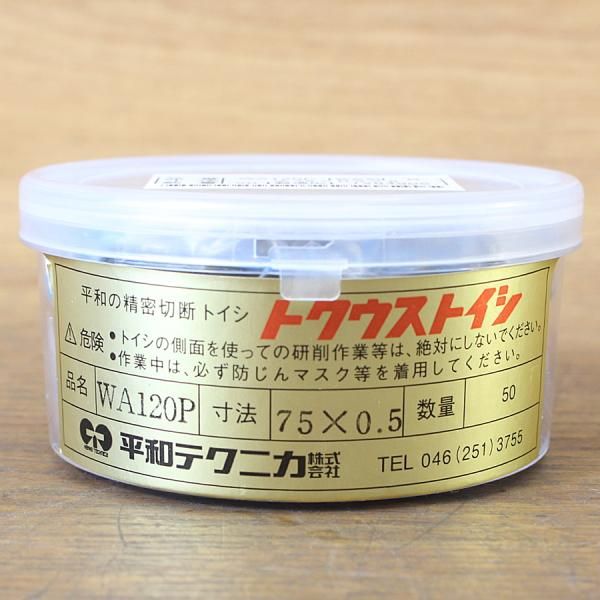 平和の精密切断トイシ トクウストイシ
⚠危険 ●トイシの側面を使っての研削作業等は、絶対にしないでください。
●作業中は、必ず防じんマスク等を着用してください。
品名 WA120P 寸法 75×0.5 数量 50
平和テクニカ株式会社 TEL 046(251)3755